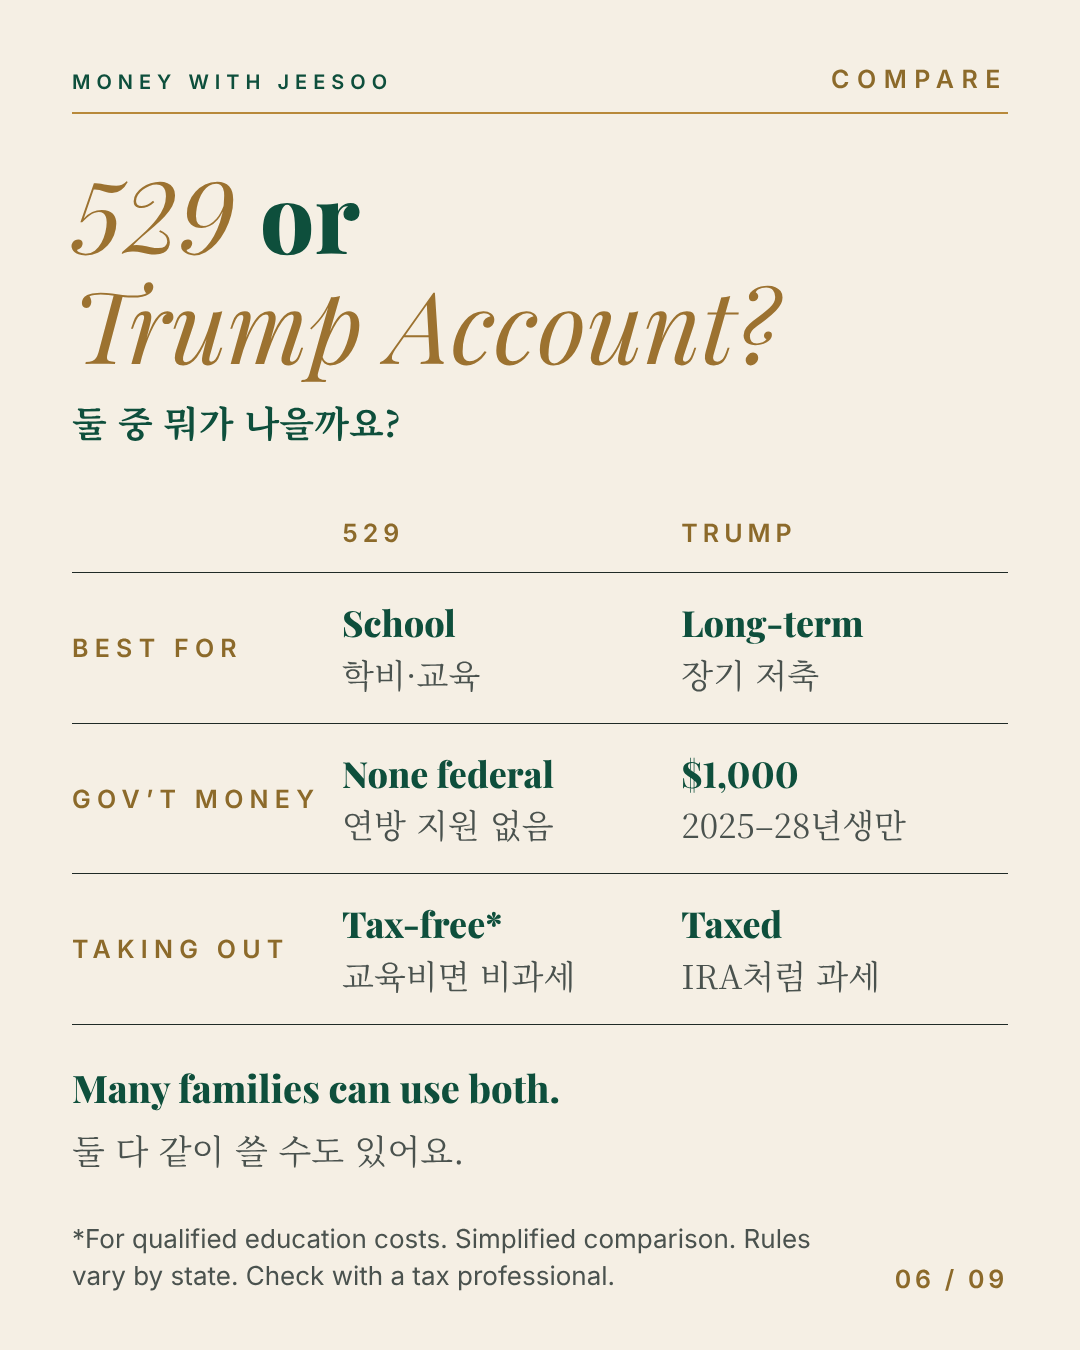 MONEY WITH JEESOO
COMPARE
529 or
Trump Account?
둘 중 뭐가 나을까요?
529 TRUMP
BEST FOR
School
학비·교육
Long-term
장기 저축
GOV’T MONEY
None federal
연방 지원 없음
$1,000
2025–28년생만
TAKING OUT
Tax-free*
교육비면 비과세
Taxed
IRA처럼 과세
Many families can use both.
둘 다 같이 쓸 수도 있어요.
*For qualified education costs. Simplified comparison. Rules
vary by state. Check with a tax professional.
06 / 09